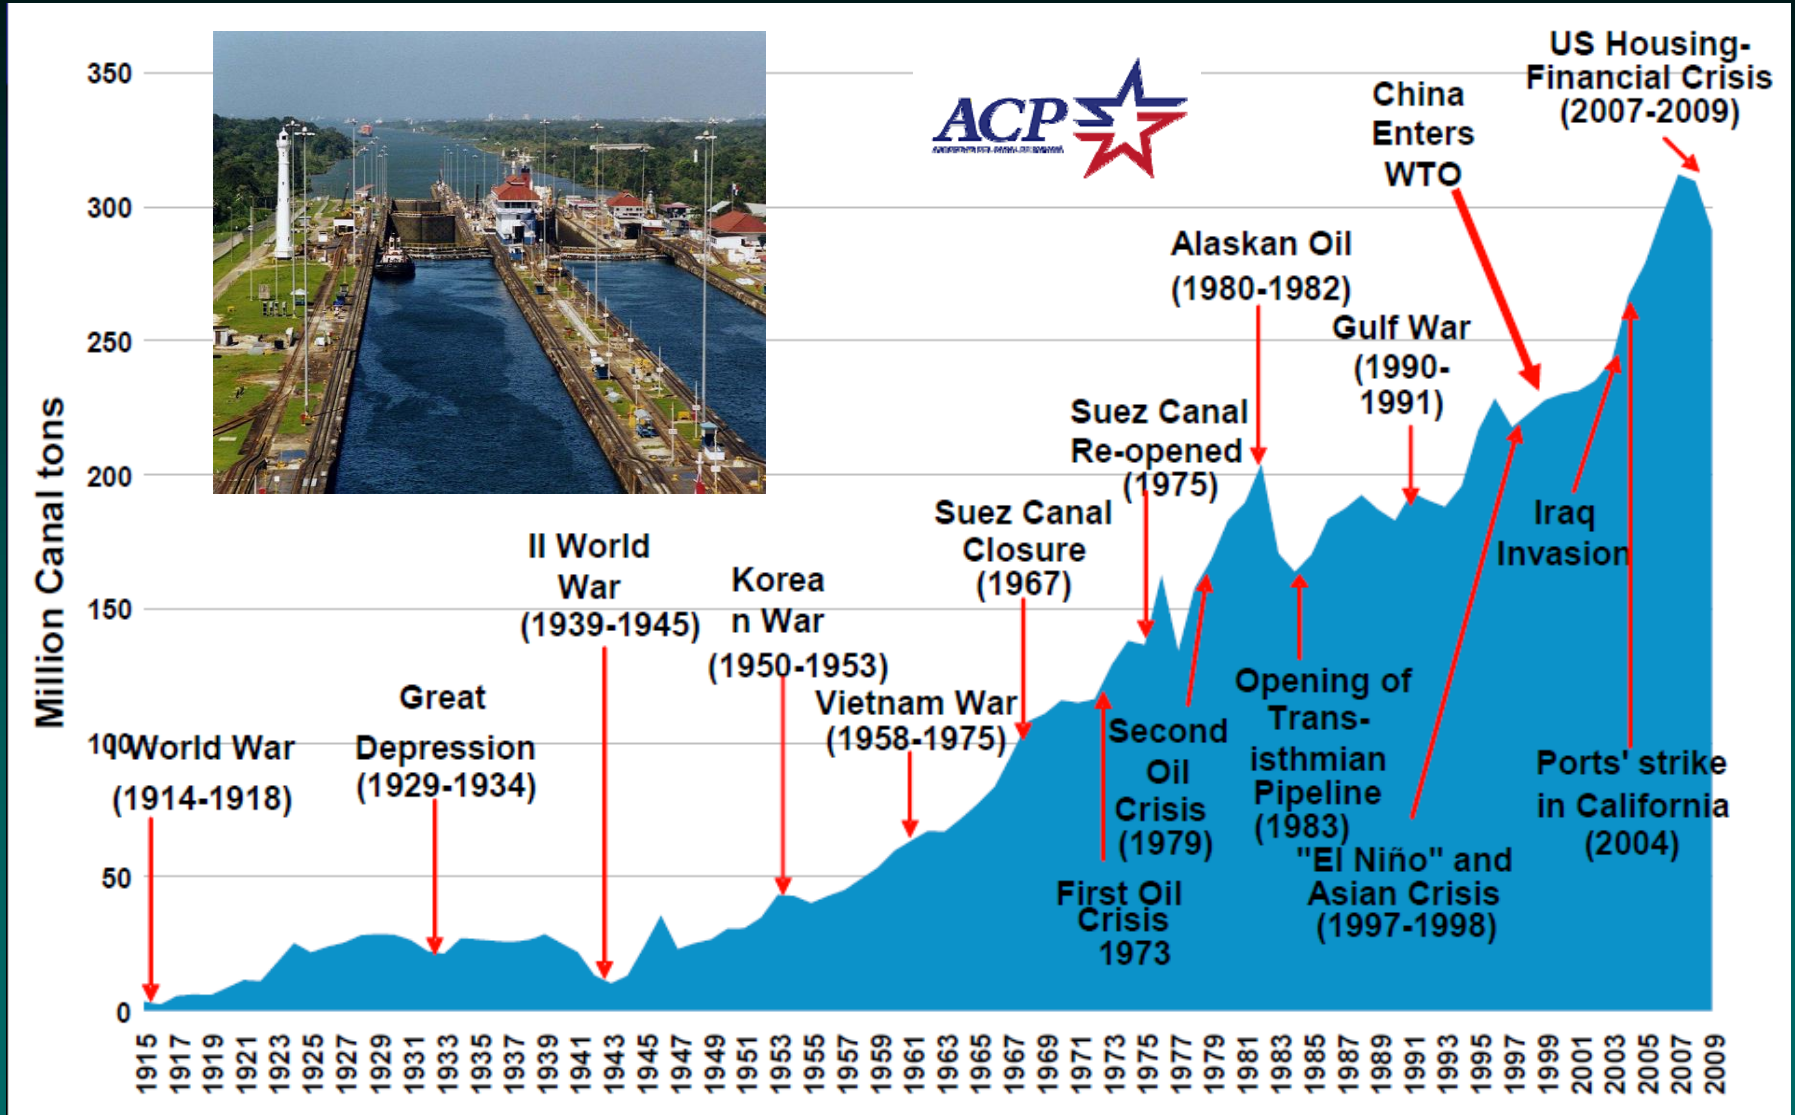 US Housing-
Financial Crisis
(2007-2009)
China
Enters
WTO
ACP
350
300
250
200
150
100
50
0
Million Canal tons
Alaskan Oil
(1980-1982)
Gulf War
(1990-
1991)
Suez Canal
Re-opened
(1975)
Suez Canal
Closure
(1967)
II World
War
(1939-1945)
Korea
n War
(1950-1953)
Vietnam War
(1958-1975)
Great
Depression
(1929-1934)
World War
(1914-1918)
Iraq
Invasion
Second
Oil
Crisis
(1979)
Opening of
Trans-
isthmian
Pipeline
(1983)
Ports' strike
in California
(2004)
"El Niño" and
Asian Crisis
(1997-1998)
First Oil
Crisis
1973
1915
1917
1919
1921
1923
1925
1927
1929
1931
1933
1935
1937
1939
1941
1943
1945
1947
1949
1951
1953
1955
1957
1959
1961
1963
1965
1967
1969
1971
1973
1975
1977
1979
1981
1983
1985
1987
1989
1991
1993
1995
1997
1999
2001
2003
2005
2007
2009